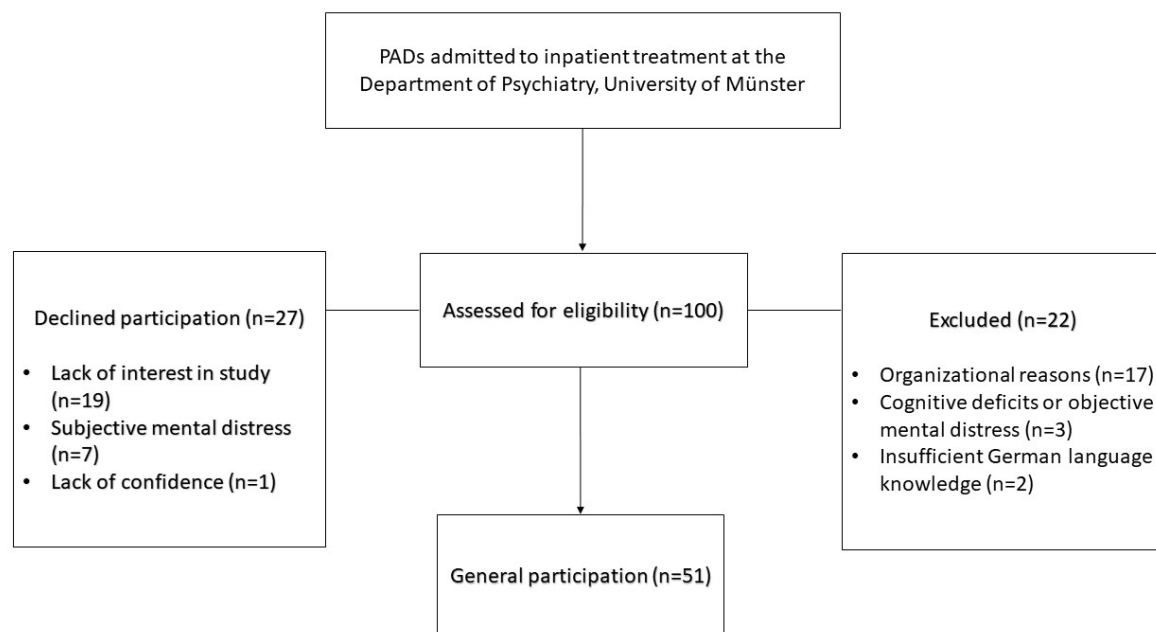 PADs admitted to inpatient treatment at the
Department of Psychiatry, University of Münster
Declined participation (n=27)
• Lack of interest in study
(n=19)
• Subjective mental distress
(n=7)
• Lack of confidence (n=1)
Assessed for eligibility (n=100)
Excluded (n=22)
• Organizational reasons (n=17)
• Cognitive deficits or objective
mental distress (n=3)
• Insufficient German language
knowledge (n=2)
General participation (n=51)